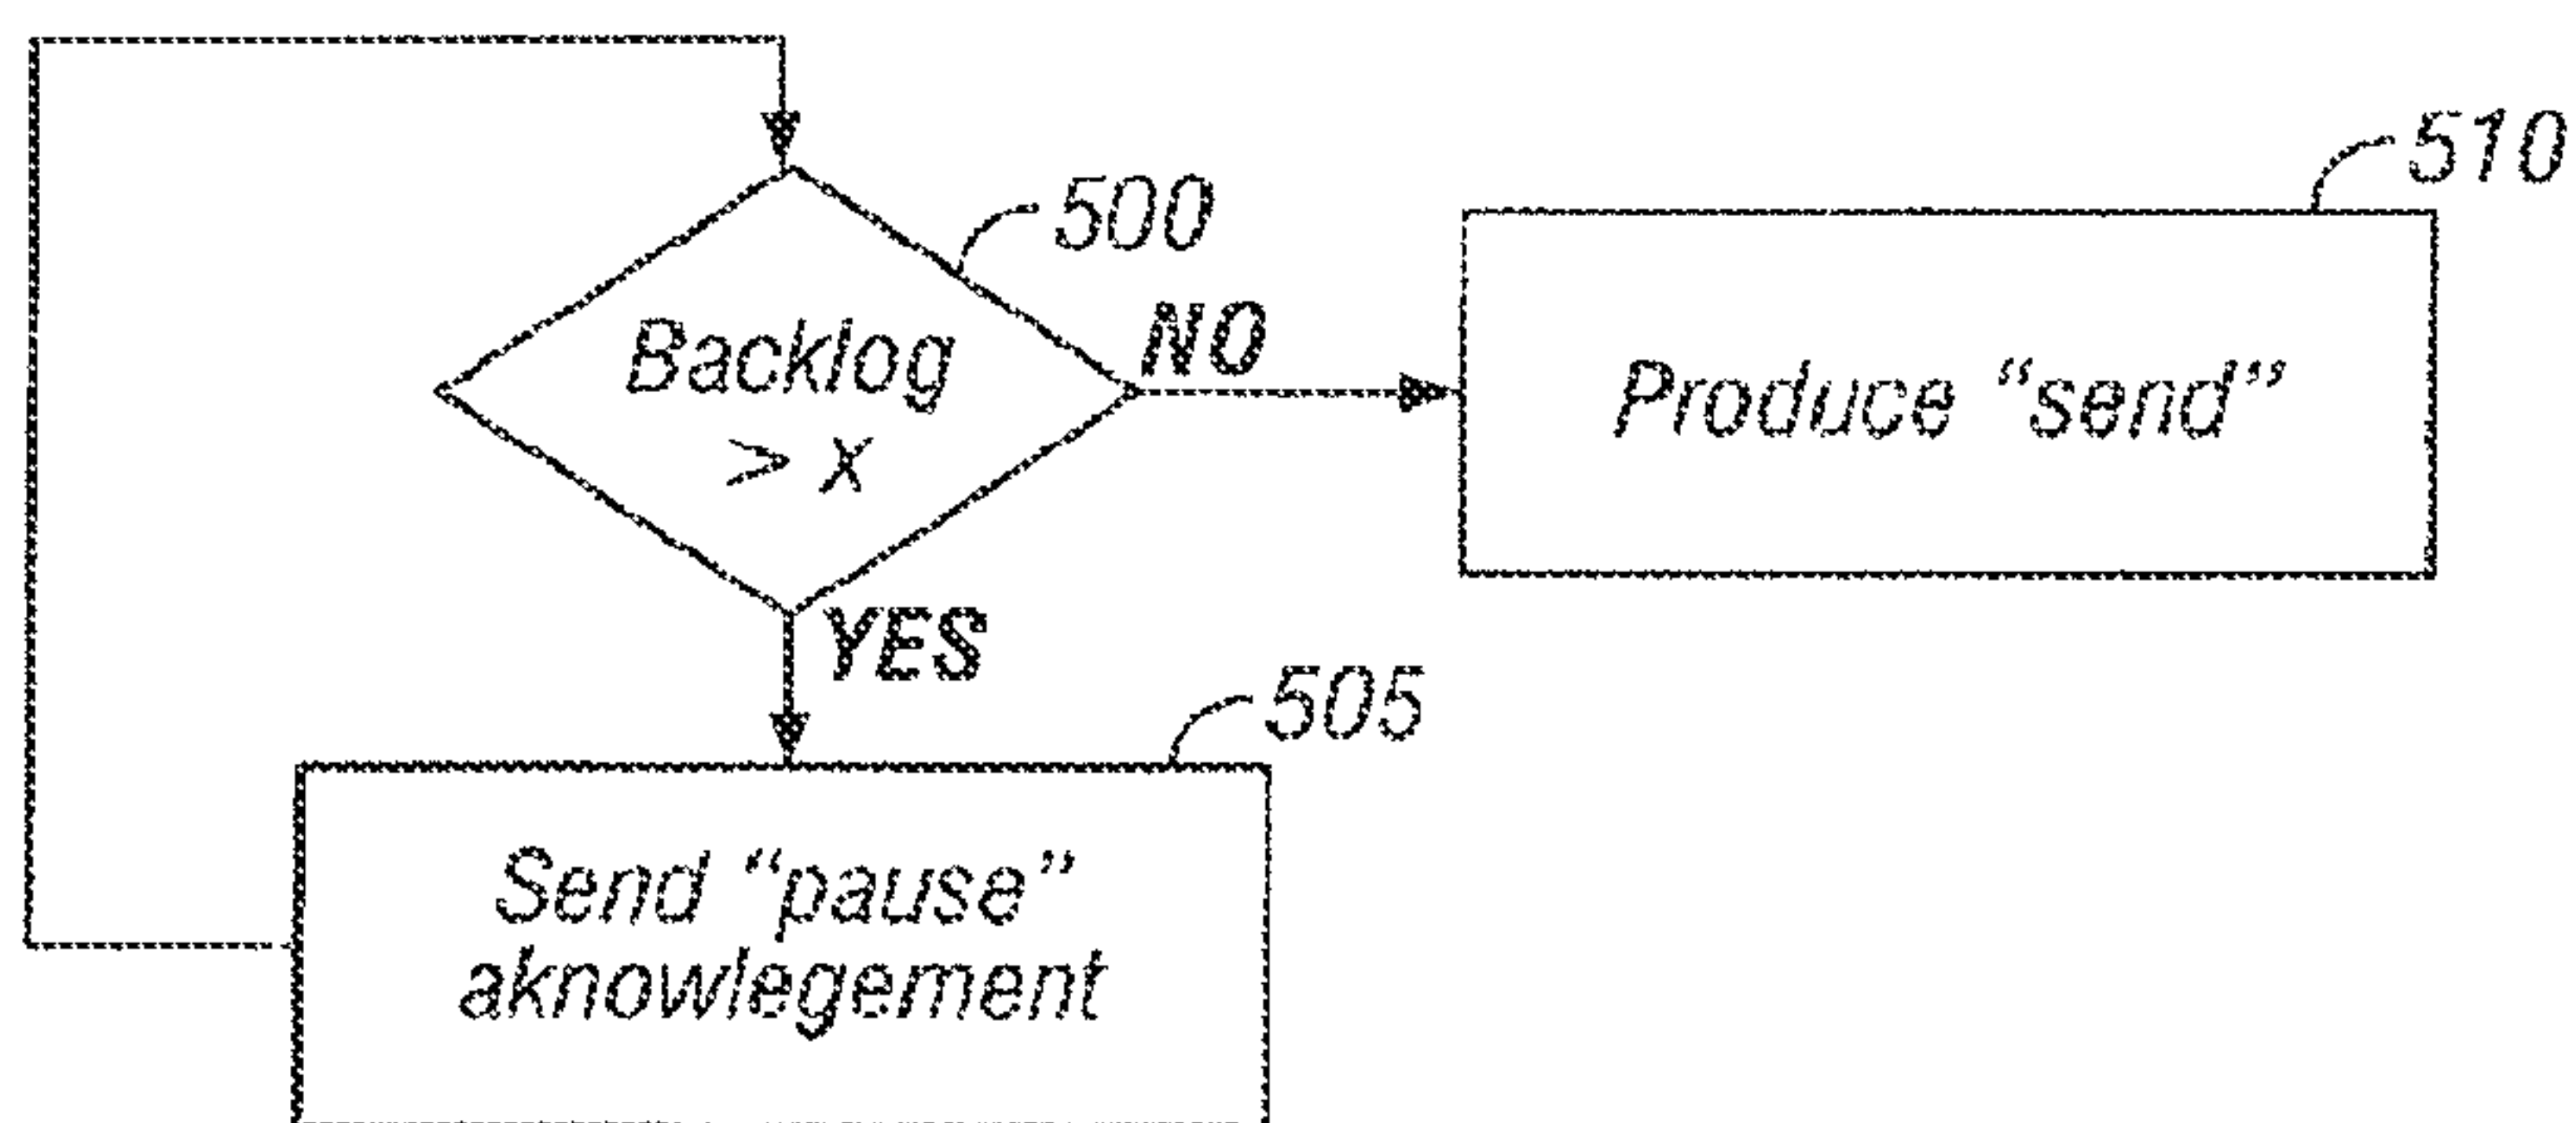 510
500
Backlog
> x
NO
Produce “send”
YES
505
Send “pause”
aknowlegement